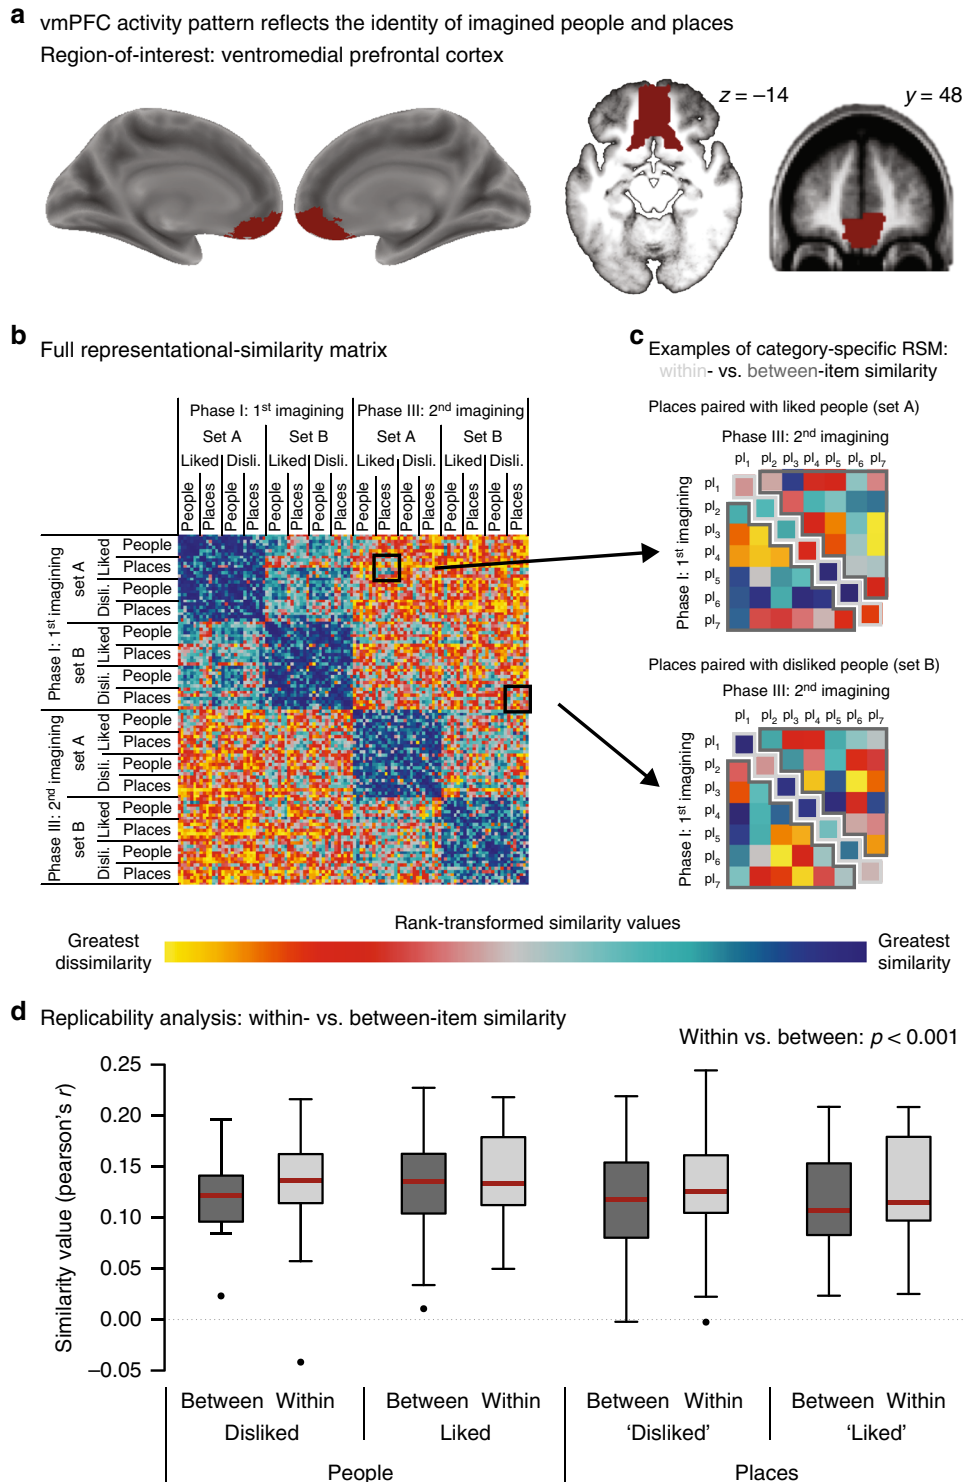 a vmPFC activity pattern reflects the identity of imagined people and places
Region-of-interest: ventromedial prefrontal cortex
z = –14
y = 48
b Full representational-similarity matrix
Phase I: 1st imagining Phase III: 2nd imagining
Set A Set B Set A Set B
Liked Disli. Liked Disli. Liked Disli. Liked Disli.
People Places People Places People Places People Places People Places People Places People Places People Places
Phase I: 1st imagining
set A
Liked
People
Places
Disli.
People
Places
set B
Liked
People
Places
Disli.
People
Places
Phase III: 2nd imagining
set A
Liked
People
Places
Disli.
People
Places
set B
Liked
People
Places
Disli.
People
Places
c Examples of category-specific RSM:
within- vs. between-item similarity
Places paired with liked people (set A)
Phase III: 2nd imagining
pl1 pl2 pl3 pl4 pl5 pl6 pl7
Phase I: 1st imagining
pl1
pl2
pl3
pl4
pl5
pl6
pl7
Places paired with disliked people (set B)
Phase III: 2nd imagining
pl1 pl2 pl3 pl4 pl5 pl6 pl7
Phase I: 1st imagining
pl1
pl2
pl3
pl4
pl5
pl6
pl7
Rank-transformed similarity values
Greatest dissimilarity
Greatest similarity
d Replicability analysis: within- vs. between-item similarity
Within vs. between: p < 0.001
Similarity value (pearson's r)
0.25
0.20
0.15
0.10
0.05
0.00
–0.05
Between Within Between Within Between Within Between Within
Disliked Liked 'Disliked' 'Liked'
People Places